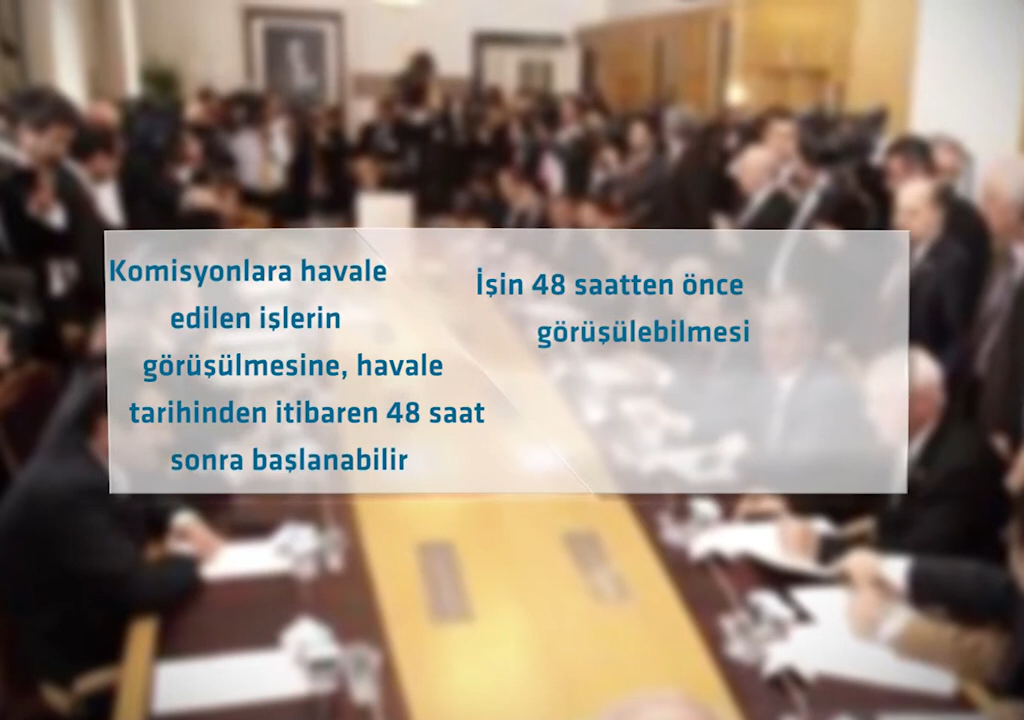 Komisyonlara havale
edilen işlerin
görüşülmesine, havale
tarihinden itibaren 48 saat
sonra başlanabilir
İşin 48 saatten önce
görüşülebilmesi